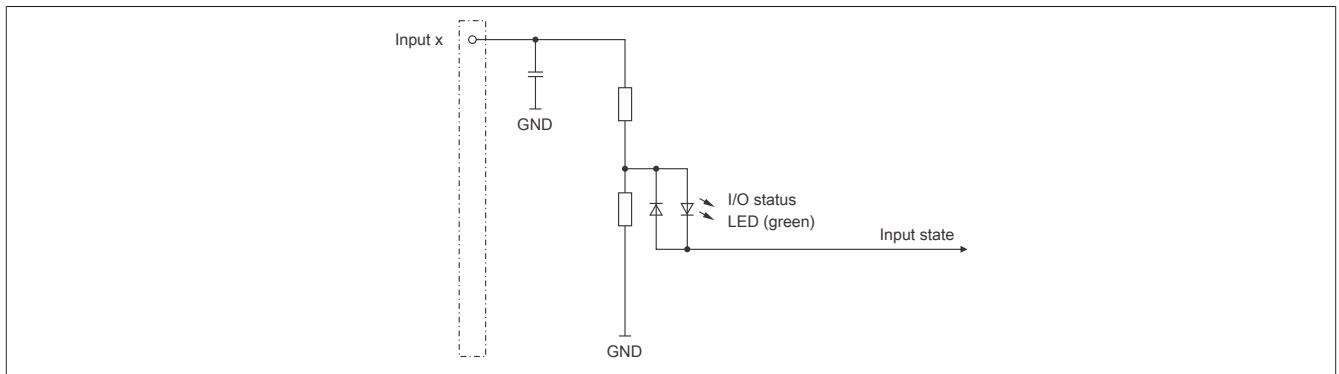 Input x
GND
I/O status
LED (green)
Input state
GND